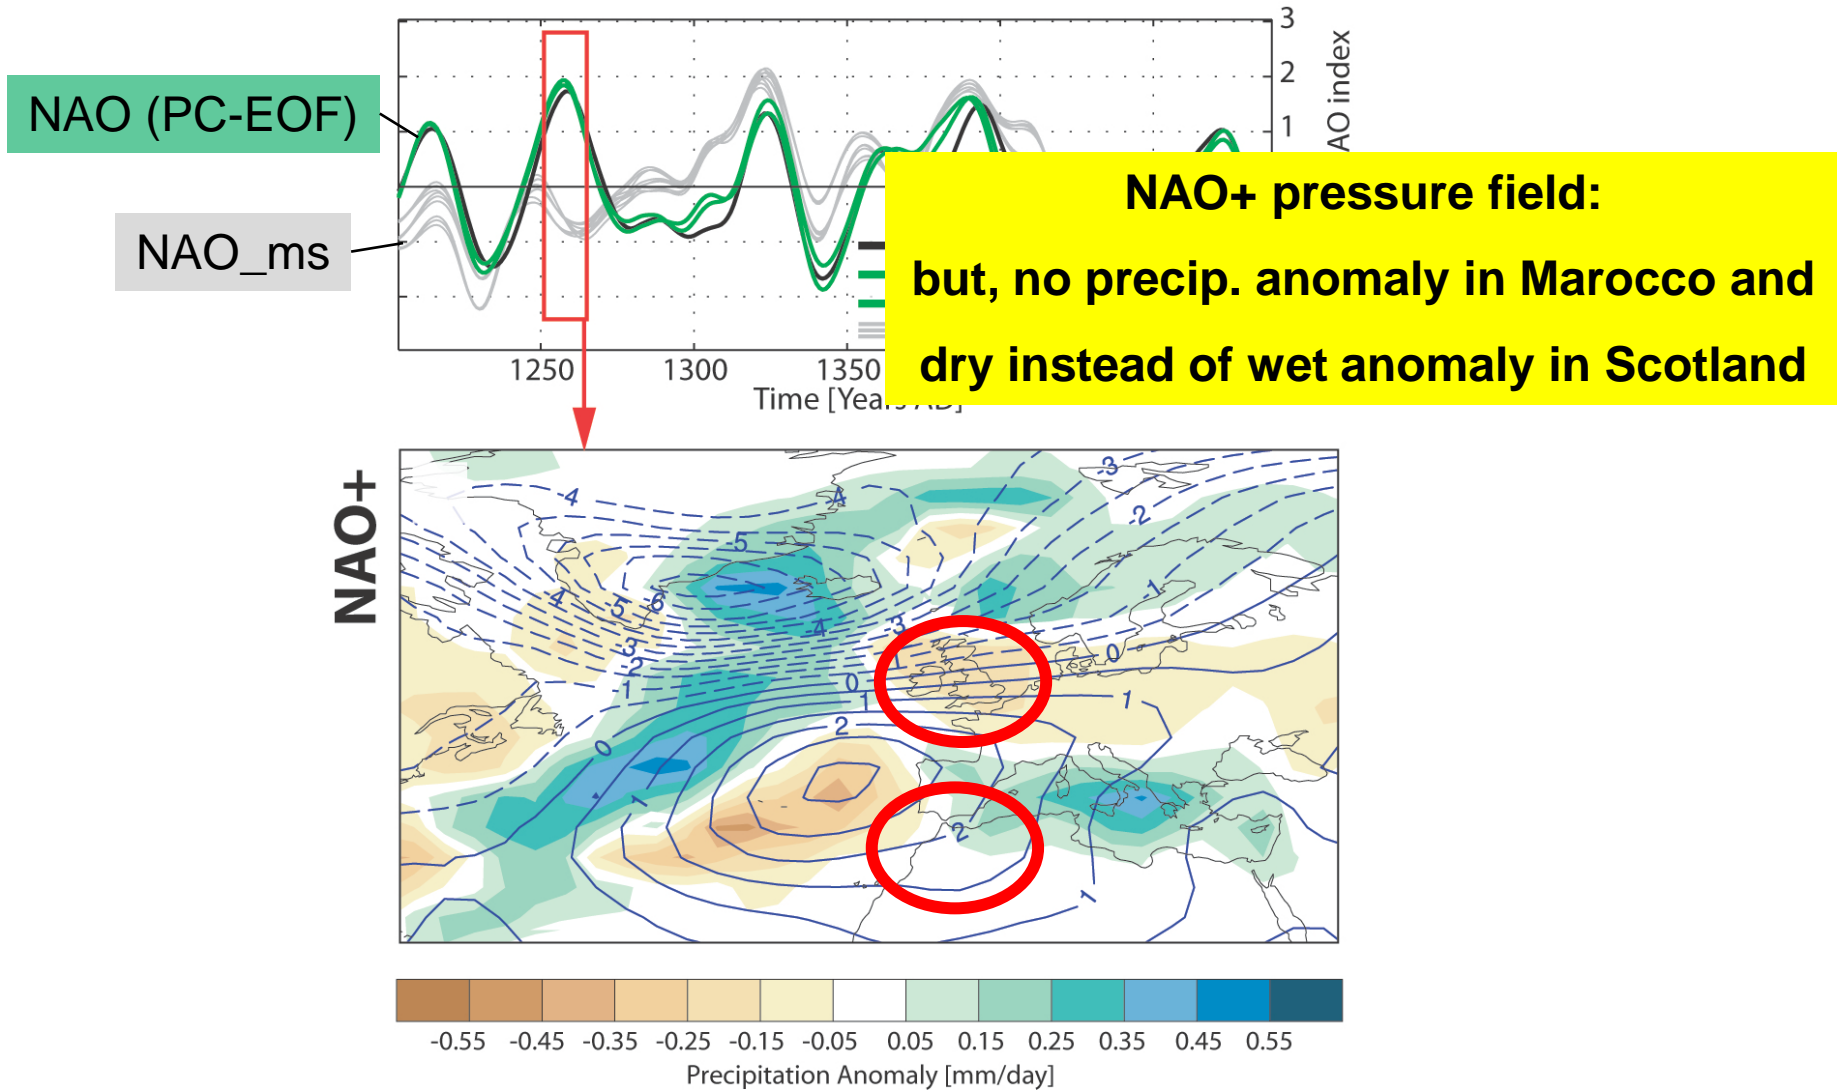 3
2
1
AO index
NAO (PC-EOF)
NAO_ms
NAO+ pressure field:
but, no precip. anomaly in Marocco and
dry instead of wet anomaly in Scotland
1250 1300 1350
Time [Years AD]
NAO+
-4 -4 -3
-2
-5
-1
4 5 -6
-4 -3
-3
-2
-1
0
1
0
0
1
2
1
1
2
1
-0.55 -0.45 -0.35 -0.25 -0.15 -0.05 0.05 0.15 0.25 0.35 0.45 0.55
Precipitation Anomaly [mm/day]